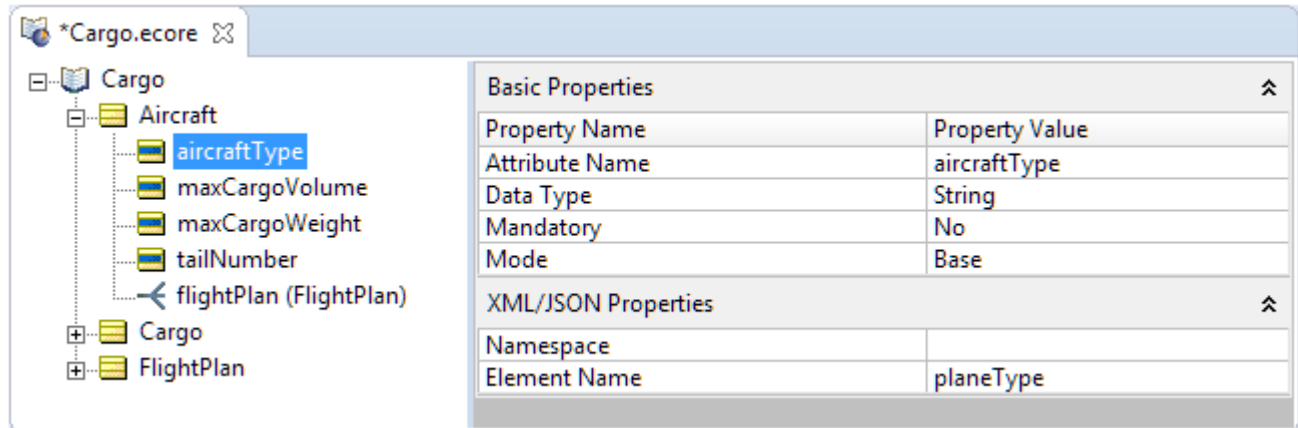 *Cargo.ecore
Cargo
Aircraft
aircraftType
maxCargoVolume
maxCargoWeight
tailNumber
flightPlan (FlightPlan)
Cargo
FlightPlan
Basic Properties
Property Name Property Value
Attribute Name aircraftType
Data Type String
Mandatory No
Mode Base
XML/JSON Properties
Namespace
Element Name planeType